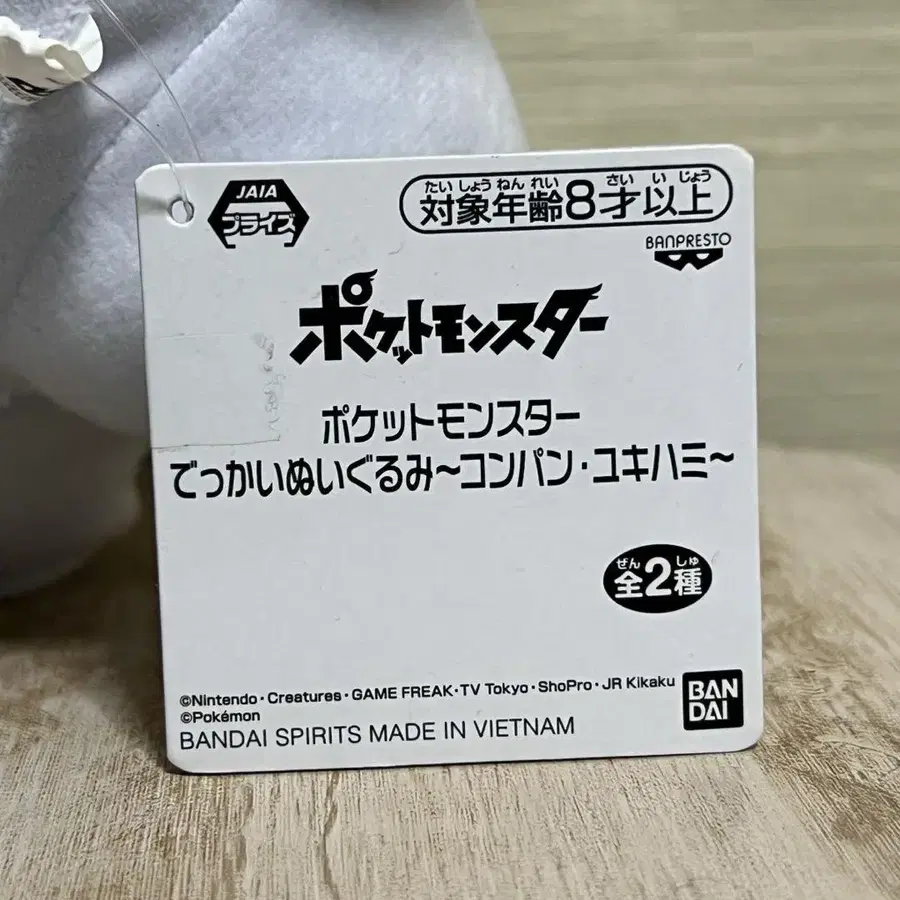 JAIA
プライズ
たいしょうねんれい さいいじょう
対象年齢8才以上
BANPRESTO
ポケットモンスター
ポケットモンスター
でっかいぬいぐるみ～コンパン・ユキハミ～
ぜん しゅ
全2種
©Nintendo・Creatures・GAME FREAK・TV Tokyo・ShoPro・JR Kikaku
©Pokémon
BANDAI SPIRITS MADE IN VIETNAM
BAN
DAI